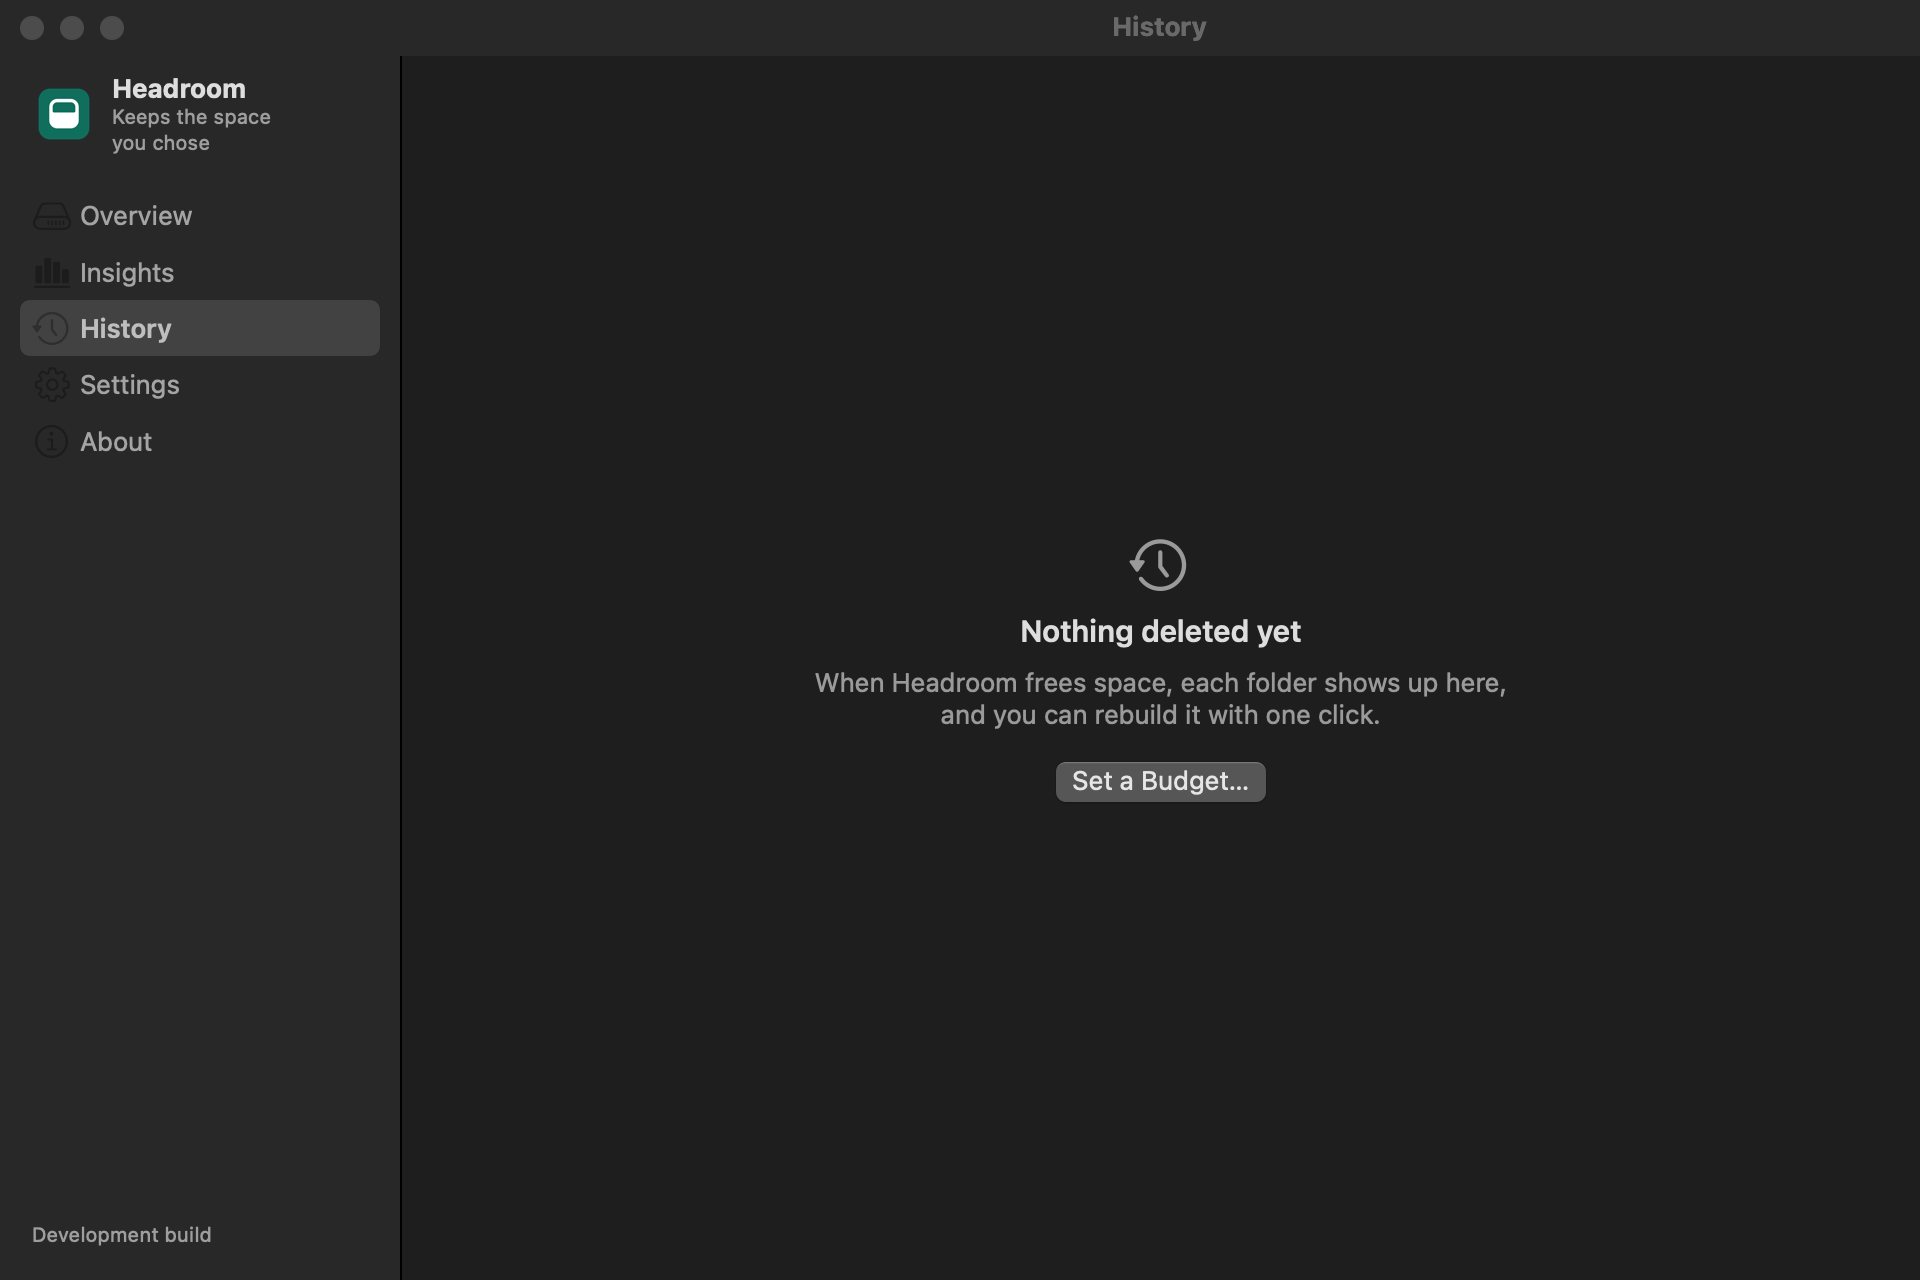 History
Headroom
Keeps the space
you chose
Overview
Insights
History
Settings
About
Nothing deleted yet
When Headroom frees space, each folder shows up here,
and you can rebuild it with one click.
Set a Budget...
Development build